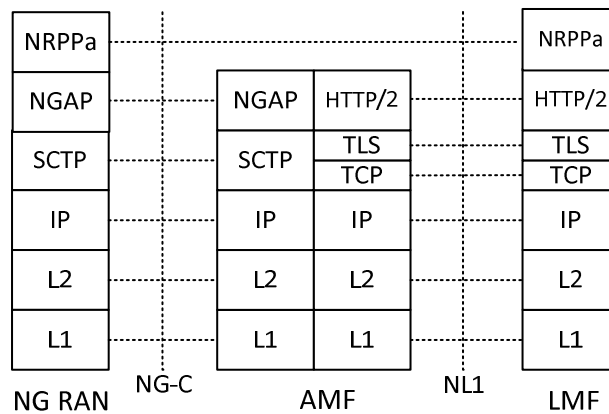 NRPPa NRPPa
NGAP NGAP HTTP/2 HTTP/2
SCTP SCTP TLS TLS
TCP TCP
IP IP IP IP
L2 L2 L2 L2
L1 L1 L1 L1
NG RAN NG-C AMF NL1 LMF